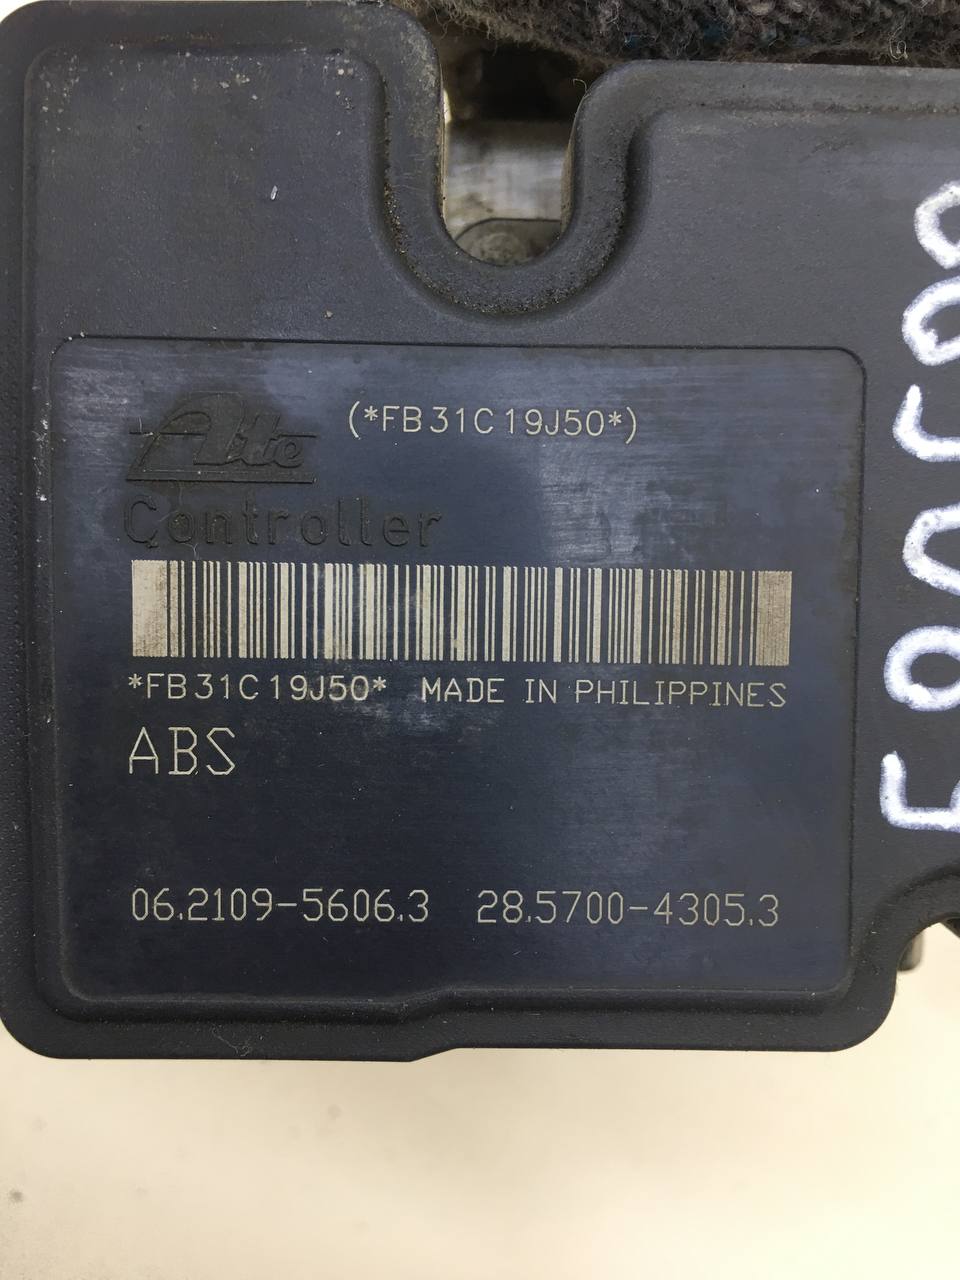 Ate
(*FB31C19J50*)
Controller
*FB31C19J50* MADE IN PHILIPPINES
ABS
06.2109-5606.3 28.5700-4305.3